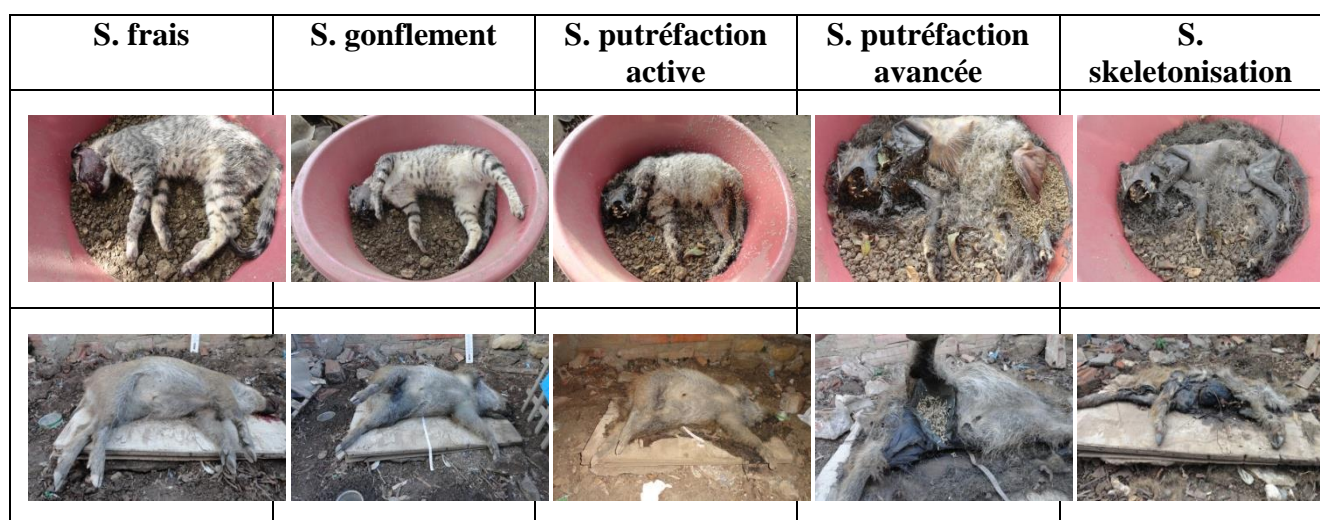 S. frais
S. gonflement
S. putréfaction
active
S. putréfaction
avancée
S.
skeletonisation